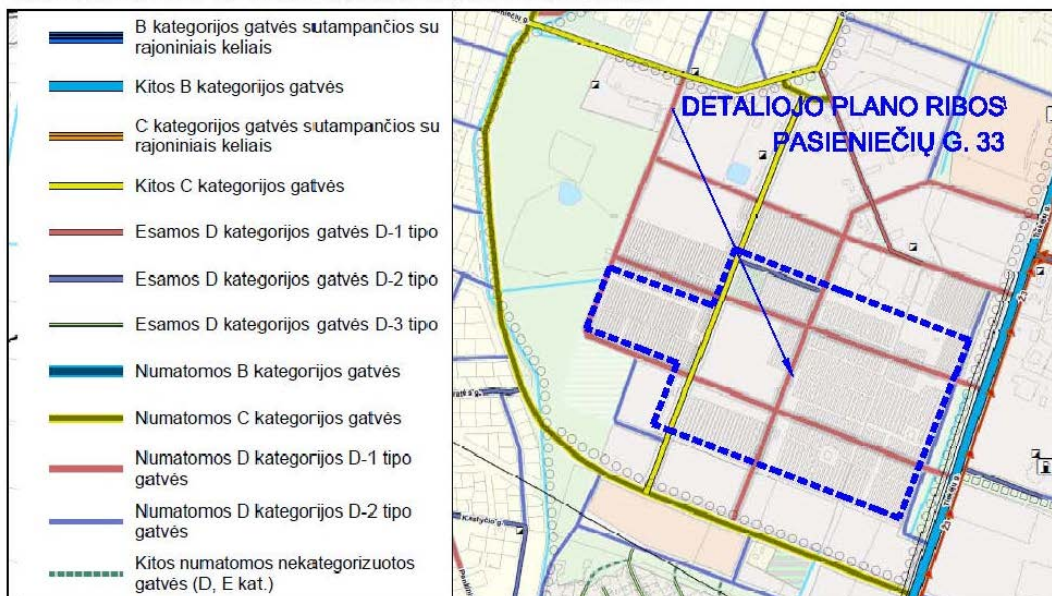 B kategorijos gatvės sutampančios su
rajoniniais keliais
Kitos B kategorijos gatvės
C kategorijos gatvės sutampančios su
rajoniniais keliais
Kitos C kategorijos gatvės
Esamos D kategorijos gatvės D-1 tipo
Esamos D kategorijos gatvės D-2 tipo
Esamos D kategorijos gatvės D-3 tipo
Numatomos B kategorijos gatvės
Numatomos C kategorijos gatvės
Numatomos D kategorijos D-1 tipo
gatvės
Numatomos D kategorijos D-2 tipo
gatvės
Kitos numatomos nekategorizuotos
gatvės (D, E kat.)
DETALIOJO PLANO RIBOS
PASIENIEČIŲ G. 33